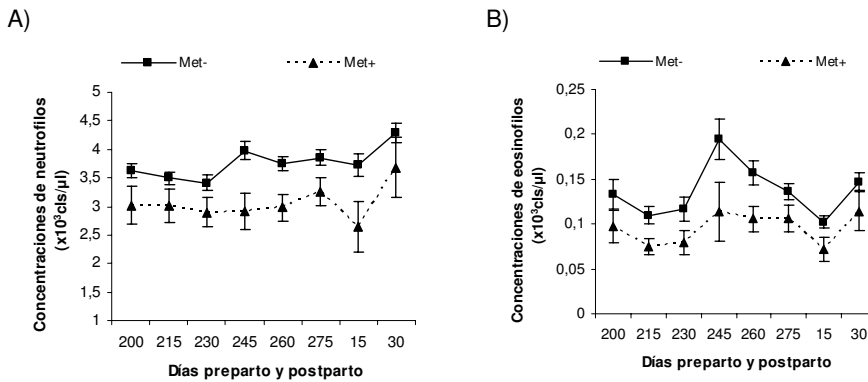 A)
Met-
Met+
Concentraciones de neutrofilos
(x10³cls/µl)
5
4,5
4
3,5
3
2,5
2
1,5
1
200 215 230 245 260 275 15 30
Días preparto y postparto
B)
Met-
Met+
Concentraciones de eosinofilos
(x10³cls/µl)
0,25
0,2
0,15
0,1
0,05
0
200 215 230 245 260 275 15 30
Días preparto y postparto